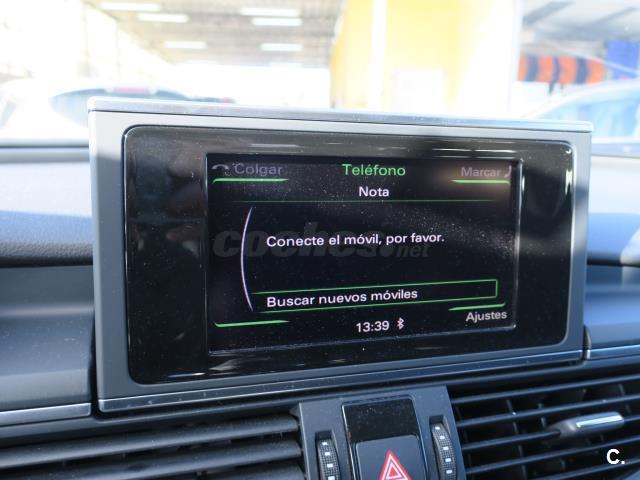 Colgar Teléfono Marcar
Nota
Conecte el móvil, por favor.
coches.net
Buscar nuevos móviles
Ajustes
13:39
C.